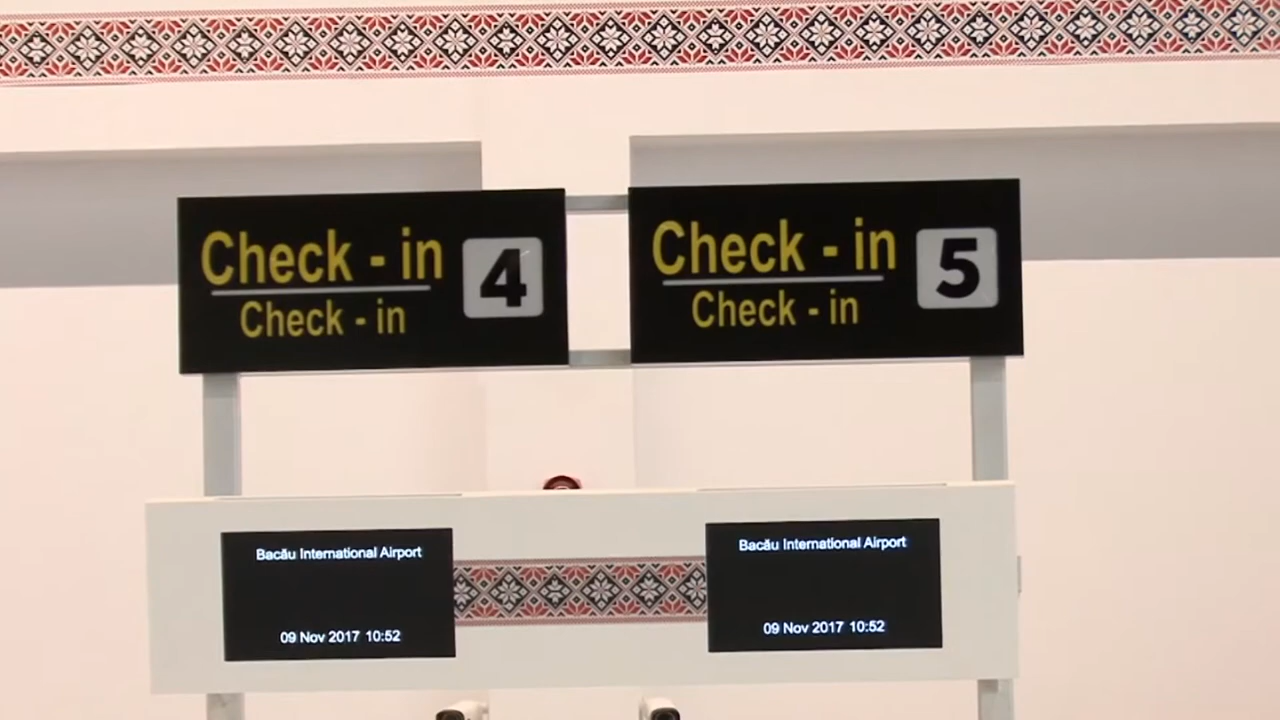 Check - in
Check - in
4
Check - in
Check - in
5
Bacău International Airport
09 Nov 2017 10:52
Bacău International Airport
09 Nov 2017 10:52